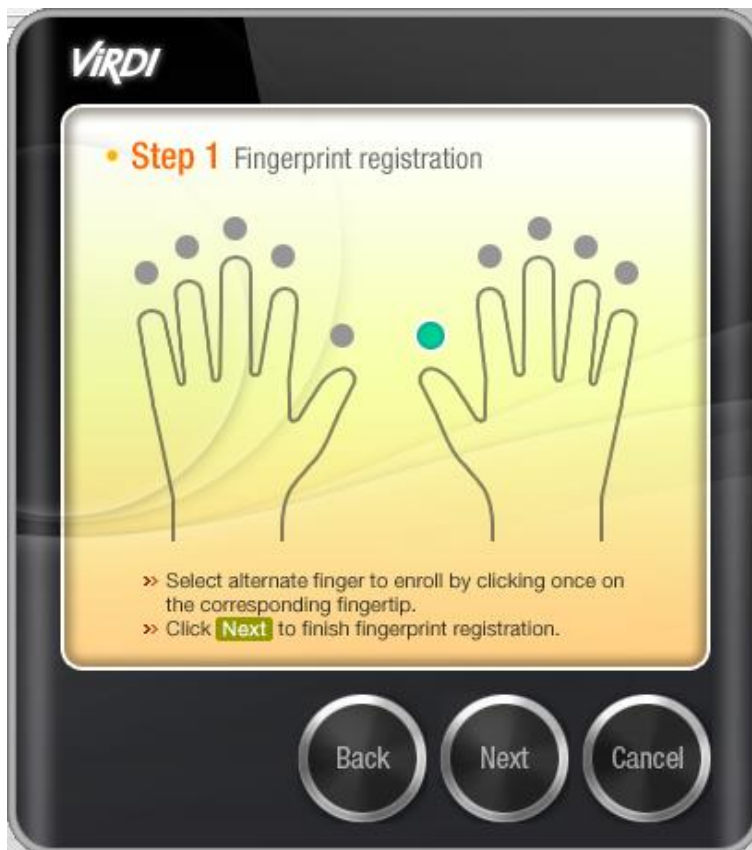 ViRDI
• Step 1 Fingerprint registration
» Select alternate finger to enroll by clicking once on
the corresponding fingertip.
» Click Next to finish fingerprint registration.
Back Next Cancel